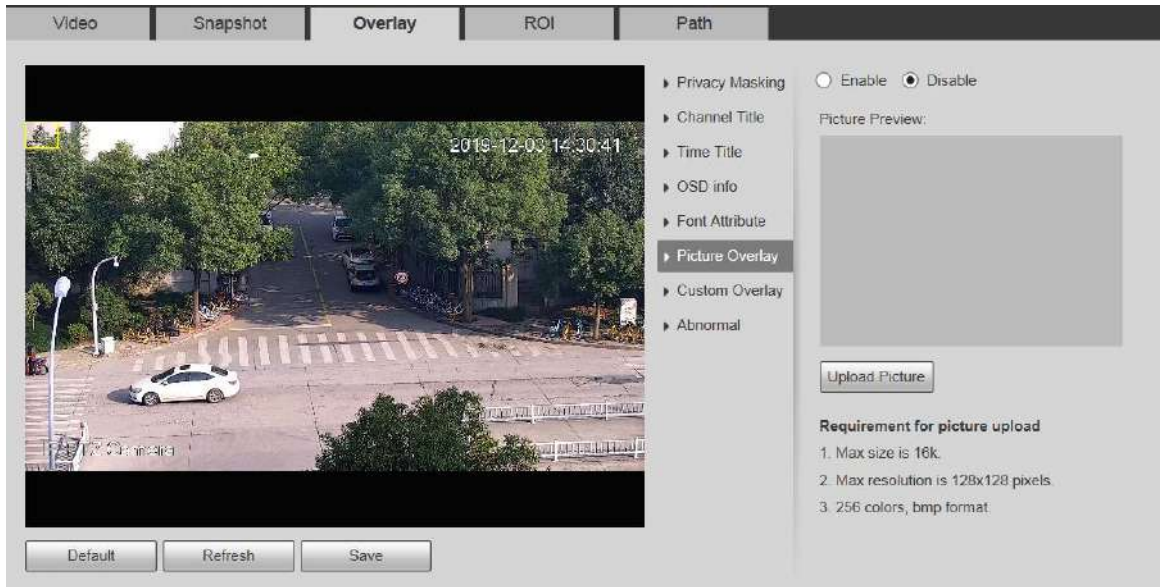 Video Snapshot Overlay ROI Path
2019-12-03 14:30:41
IP PTZ Camera
Privacy Masking
Channel Title
Time Title
OSD info
Font Attribute
Picture Overlay
Custom Overlay
Abnormal
Enable Disable
Picture Preview:
Upload Picture
Requirement for picture upload
1. Max size is 16k.
2. Max resolution is 128x128 pixels.
3. 256 colors, bmp format
Default Refresh Save